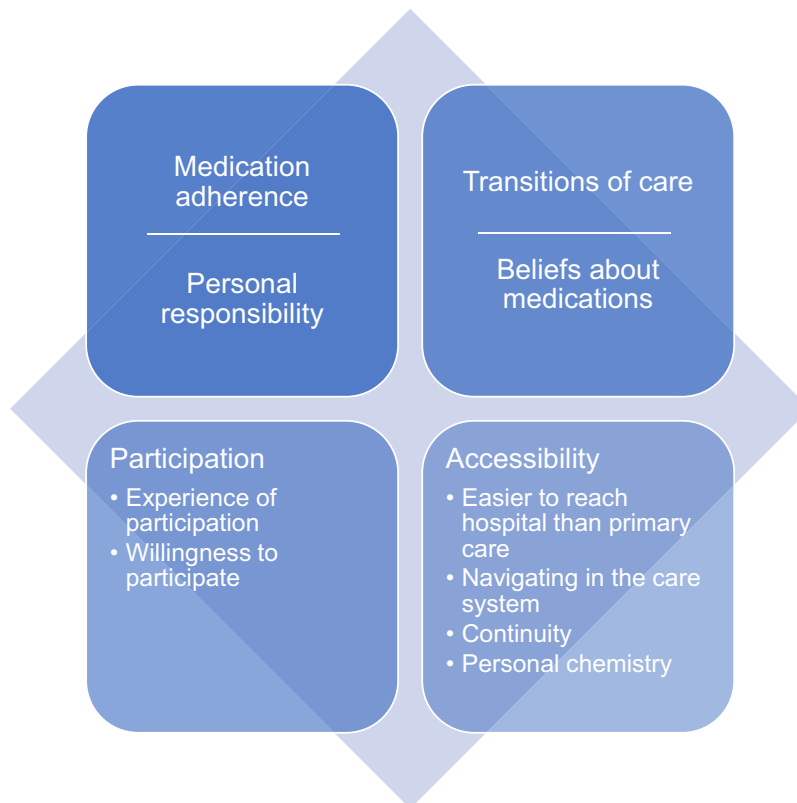 Medication
adherence
Personal
responsibility
Transitions of care
Beliefs about
medications
Participation
• Experience of
participation
• Willingness to
participate
Accessibility
• Easier to reach
hospital than primary
care
• Navigating in the care
system
• Continuity
• Personal chemistry